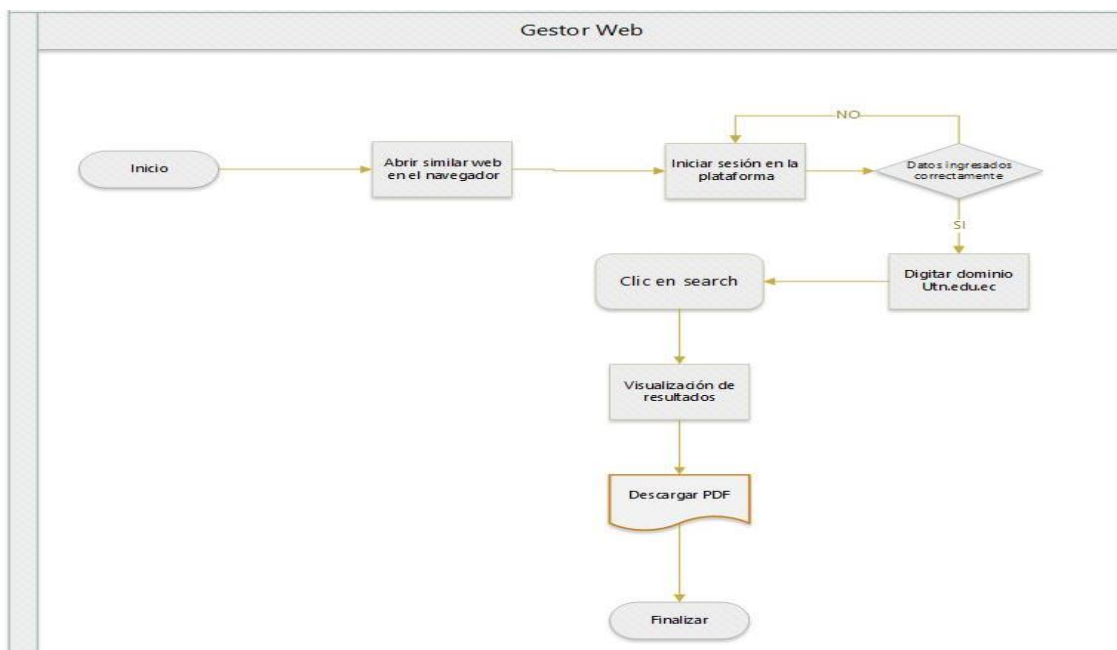 Gestor Web
NO
Inicio
Abrir similar web
en el navegador
Iniciar sesión en la
plataforma
Datos ingresados
correctamente
SI
Digitar dominio
Utn.edu.ec
Clic en search
Visualización de
resultados
Descargar PDF
Finalizar